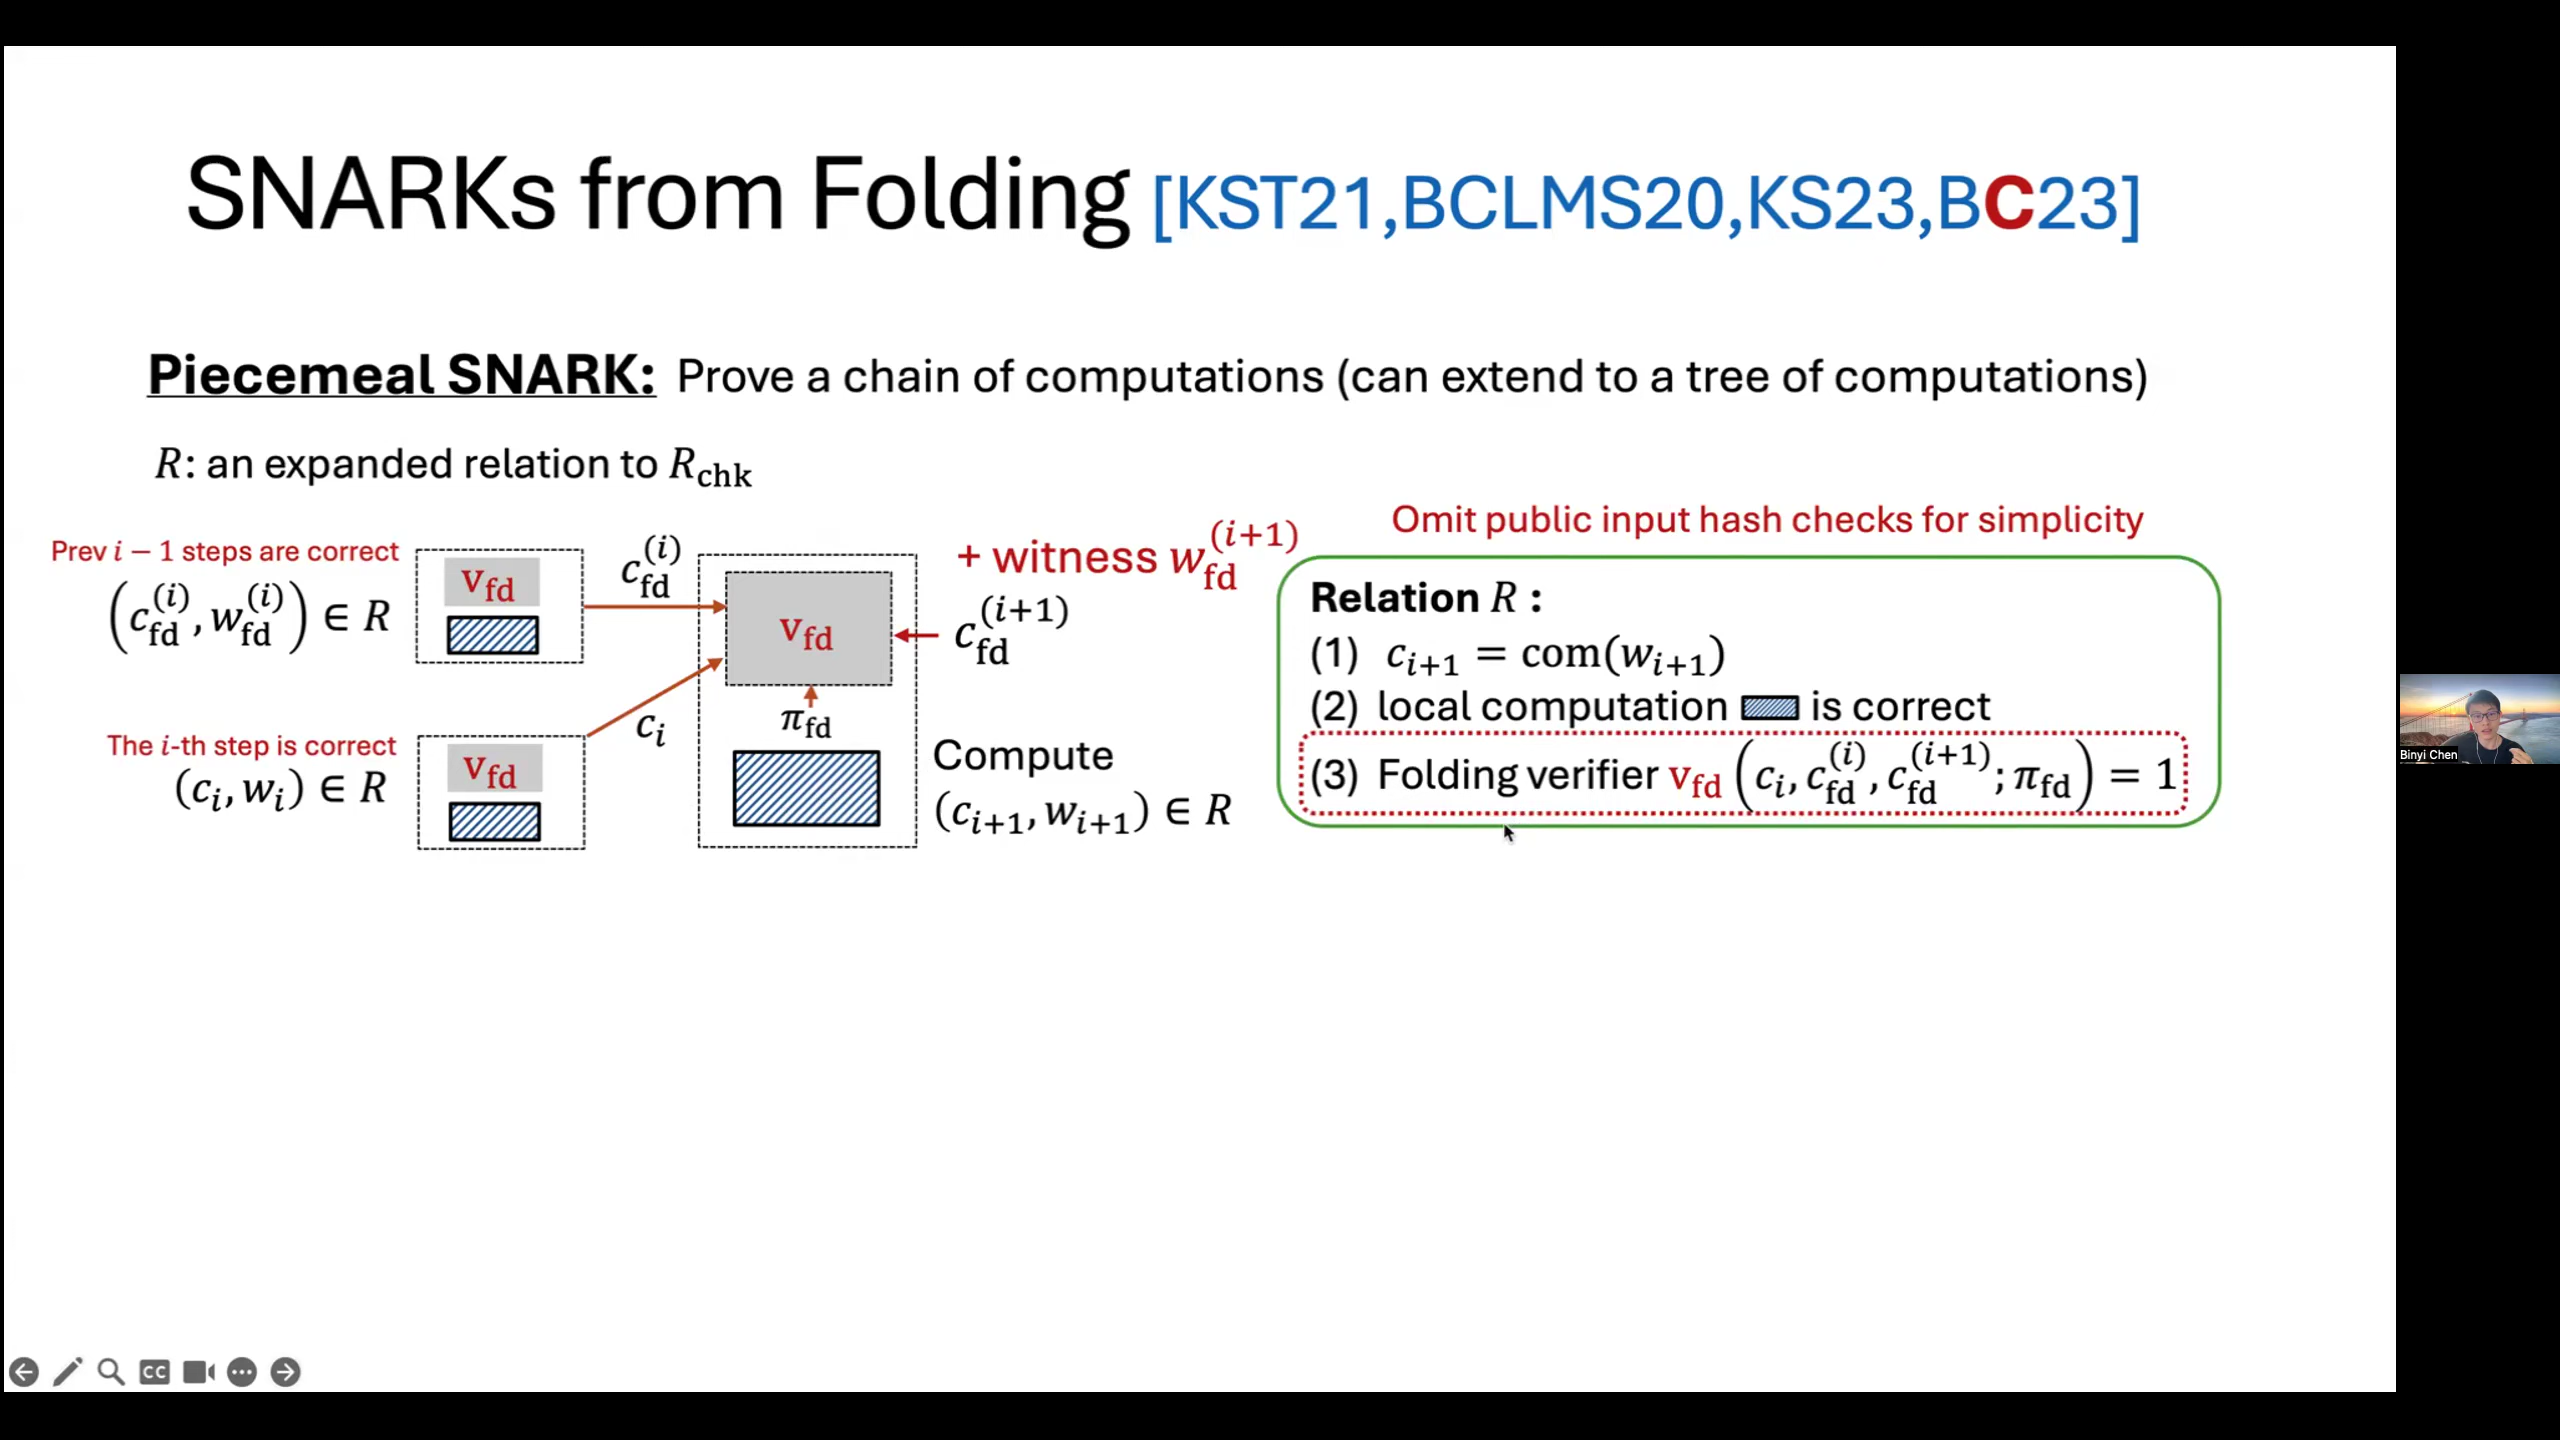 SNARKs from Folding [KST21,BCLMS20,KS23,BC23]
Piecemeal SNARK: Prove a chain of computations (can extend to a tree of computations)
R: an expanded relation to R_chk
Prev i − 1 steps are correct
(c_fd^(i), w_fd^(i)) ∈ R
v_fd
c_fd^(i)
The i-th step is correct
(c_i, w_i) ∈ R
v_fd
c_i
v_fd
π_fd
+ witness w_fd^(i+1)
c_fd^(i+1)
Compute
(c_{i+1}, w_{i+1}) ∈ R
Omit public input hash checks for simplicity
Relation R :
(1) c_{i+1} = com(w_{i+1})
(2) local computation is correct
(3) Folding verifier v_fd (c_i, c_fd^(i), c_fd^(i+1); π_fd) = 1
Binyi Chen
CC